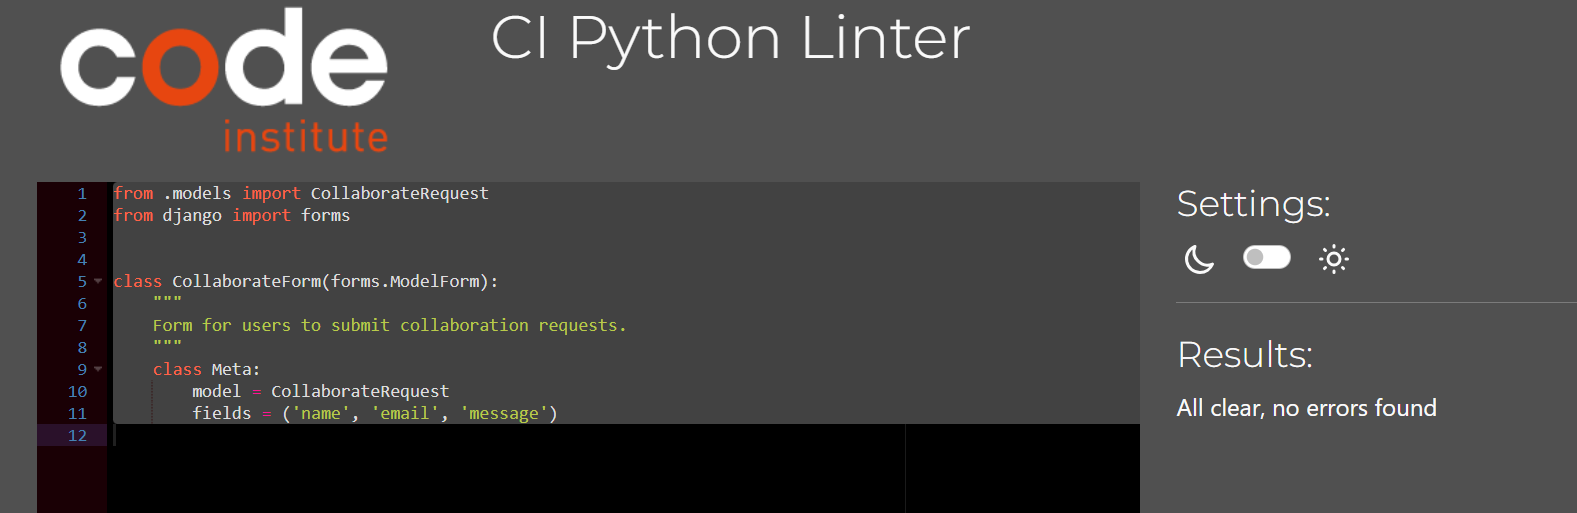 code
institute
CI Python Linter
1 from .models import CollaborateRequest
2 from django import forms
3
4
5 class CollaborateForm(forms.ModelForm):
6     """
7     Form for users to submit collaboration requests.
8     """
9     class Meta:
10         model = CollaborateRequest
11         fields = ('name', 'email', 'message')
12
Settings:
Results:
All clear, no errors found